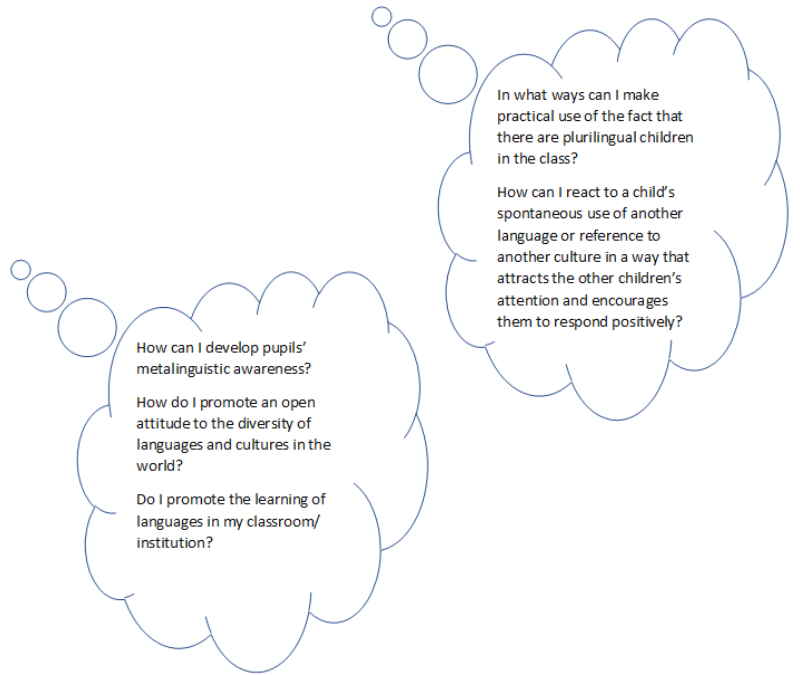 In what ways can I make
practical use of the fact that
there are plurilingual children
in the class?
How can I react to a child's
spontaneous use of another
language or reference to
another culture in a way that
attracts the other children's
attention and encourages
them to respond positively?
How can I develop pupils'
metalinguistic awareness?
How do I promote an open
attitude to the diversity of
languages and cultures in the
world?
Do I promote the learning of
languages in my classroom/
institution?